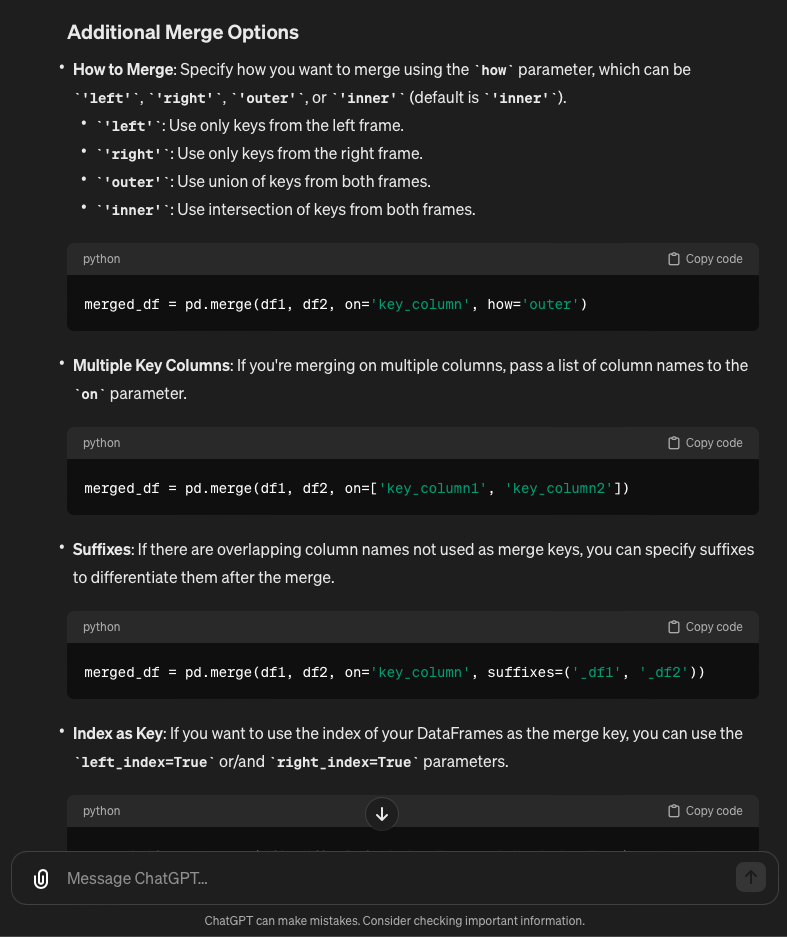 Additional Merge Options
• How to Merge: Specify how you want to merge using the `how` parameter, which can be
`'left'`, `'right'`, `'outer'`, or `'inner'` (default is `'inner'`).
• `'left'`: Use only keys from the left frame.
• `'right'`: Use only keys from the right frame.
• `'outer'`: Use union of keys from both frames.
• `'inner'`: Use intersection of keys from both frames.
python Copy code
merged_df = pd.merge(df1, df2, on='key_column', how='outer')
• Multiple Key Columns: If you're merging on multiple columns, pass a list of column names to the
`on` parameter.
python Copy code
merged_df = pd.merge(df1, df2, on=['key_column1', 'key_column2'])
• Suffixes: If there are overlapping column names not used as merge keys, you can specify suffixes
to differentiate them after the merge.
python Copy code
merged_df = pd.merge(df1, df2, on='key_column', suffixes=('_df1', '_df2'))
• Index as Key: If you want to use the index of your DataFrames as the merge key, you can use the
`left_index=True` or/and `right_index=True` parameters.
python Copy code
Message ChatGPT...
ChatGPT can make mistakes. Consider checking important information.